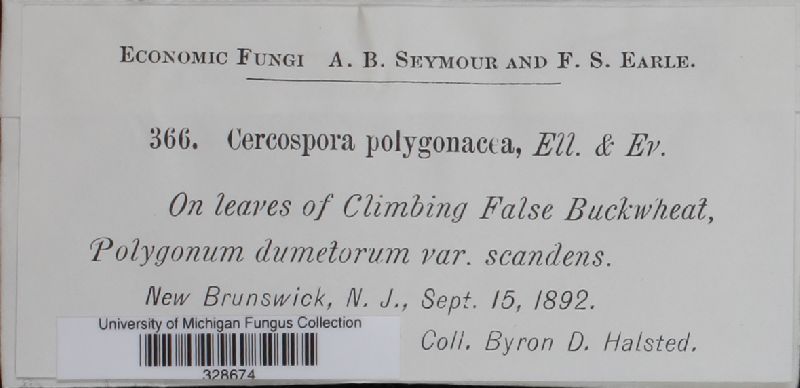 ECONOMIC FUNGI A. B. SEYMOUR AND F. S. EARLE.
366. Cercospora polygonacea, Ell. & Ev.
On leaves of Climbing False Buckwheat,
Polygonum dumetorum var. scandens.
New Brunswick, N. J., Sept. 15, 1892.
Coll. Byron D. Halsted.
University of Michigan Fungus Collection
328674